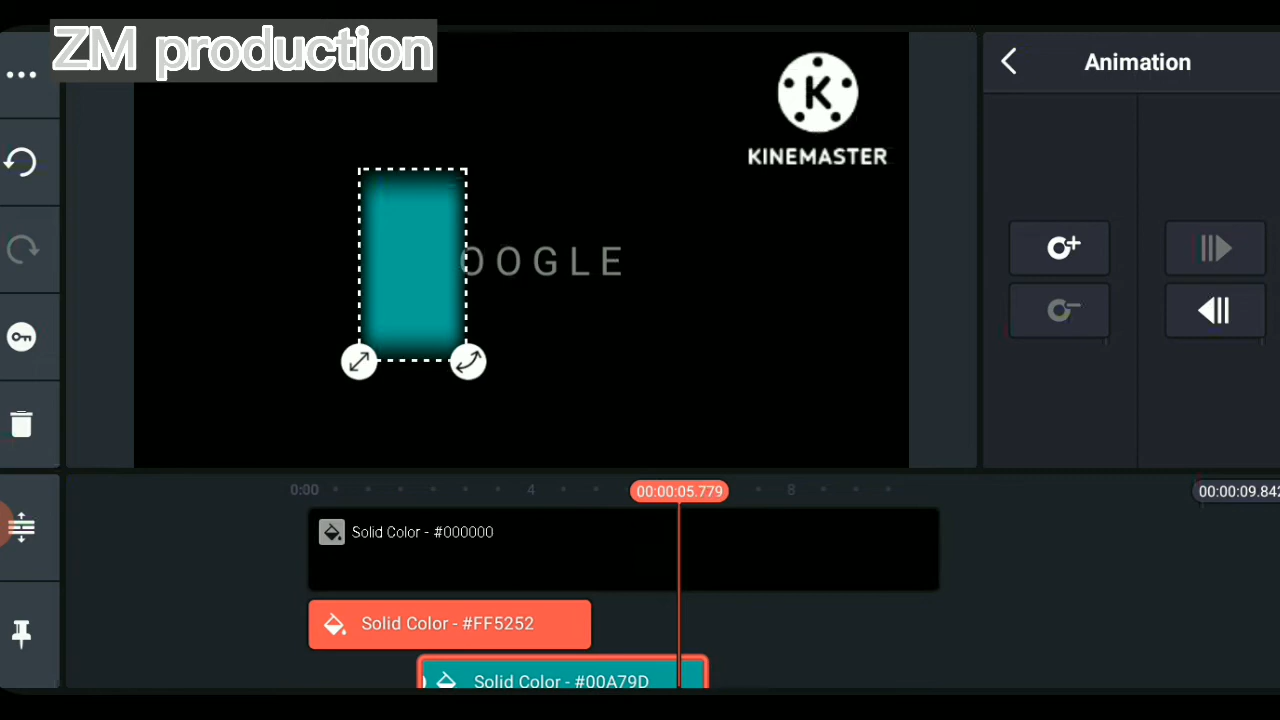 ZM production
Animation
K
KINEMASTER
OOGLE
0:00
4
00:00:05.779
8
00:00:09.842
Solid Color - #000000
Solid Color - #FF5252
Solid Color - #00A79D